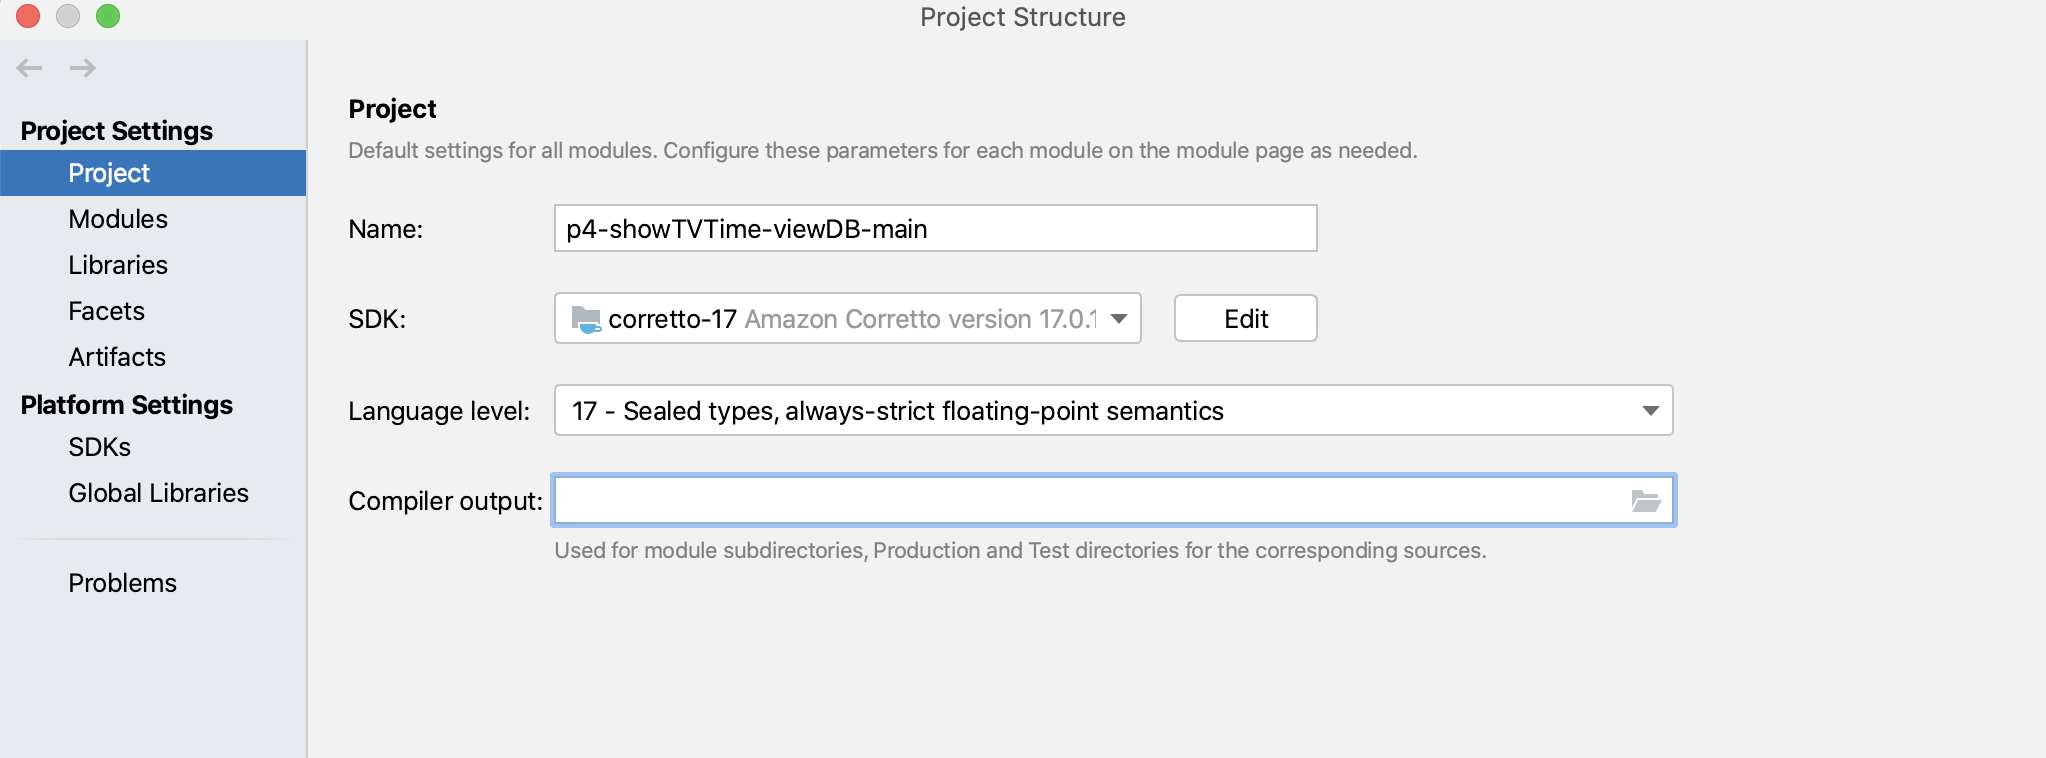 Project Structure
Project Settings
Project
Modules
Libraries
Facets
Artifacts
Platform Settings
SDKs
Global Libraries
Problems
Project
Default settings for all modules. Configure these parameters for each module on the module page as needed.
Name: p4-showTVTime-viewDB-main
SDK: corretto-17 Amazon Corretto version 17.0.1 Edit
Language level: 17 - Sealed types, always-strict floating-point semantics
Compiler output:
Used for module subdirectories, Production and Test directories for the corresponding sources.